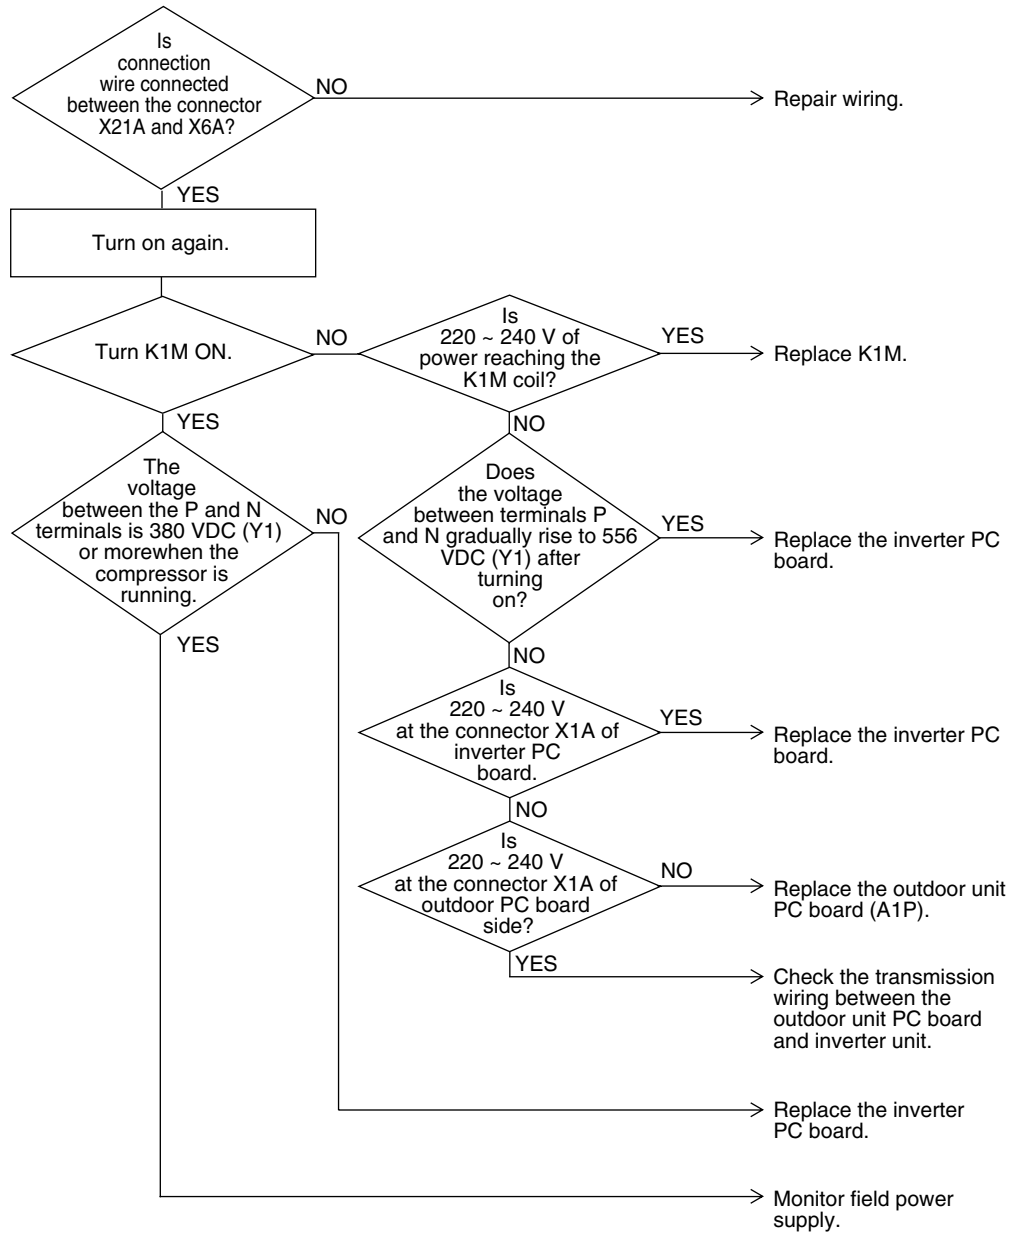 Is
connection
wire connected
between the connector
X21A and X6A?
NO
Repair wiring.
YES
Turn on again.
Turn K1M ON.
NO
Is
220 ~ 240 V of
power reaching the
K1M coil?
YES
Replace K1M.
YES
NO
The
voltage
between the P and N
terminals is 380 VDC (Y1)
or morewhen the
compressor is
running.
NO
Does
the voltage
between terminals P
and N gradually rise to 556
VDC (Y1) after
turning
on?
YES
Replace the inverter PC
board.
YES
NO
Is
220 ~ 240 V
at the connector X1A of
inverter PC
board.
YES
Replace the inverter PC
board.
NO
Is
220 ~ 240 V
at the connector X1A of
outdoor PC board
side?
NO
Replace the outdoor unit
PC board (A1P).
YES
Check the transmission
wiring between the
outdoor unit PC board
and inverter unit.
Replace the inverter
PC board.
Monitor field power
supply.